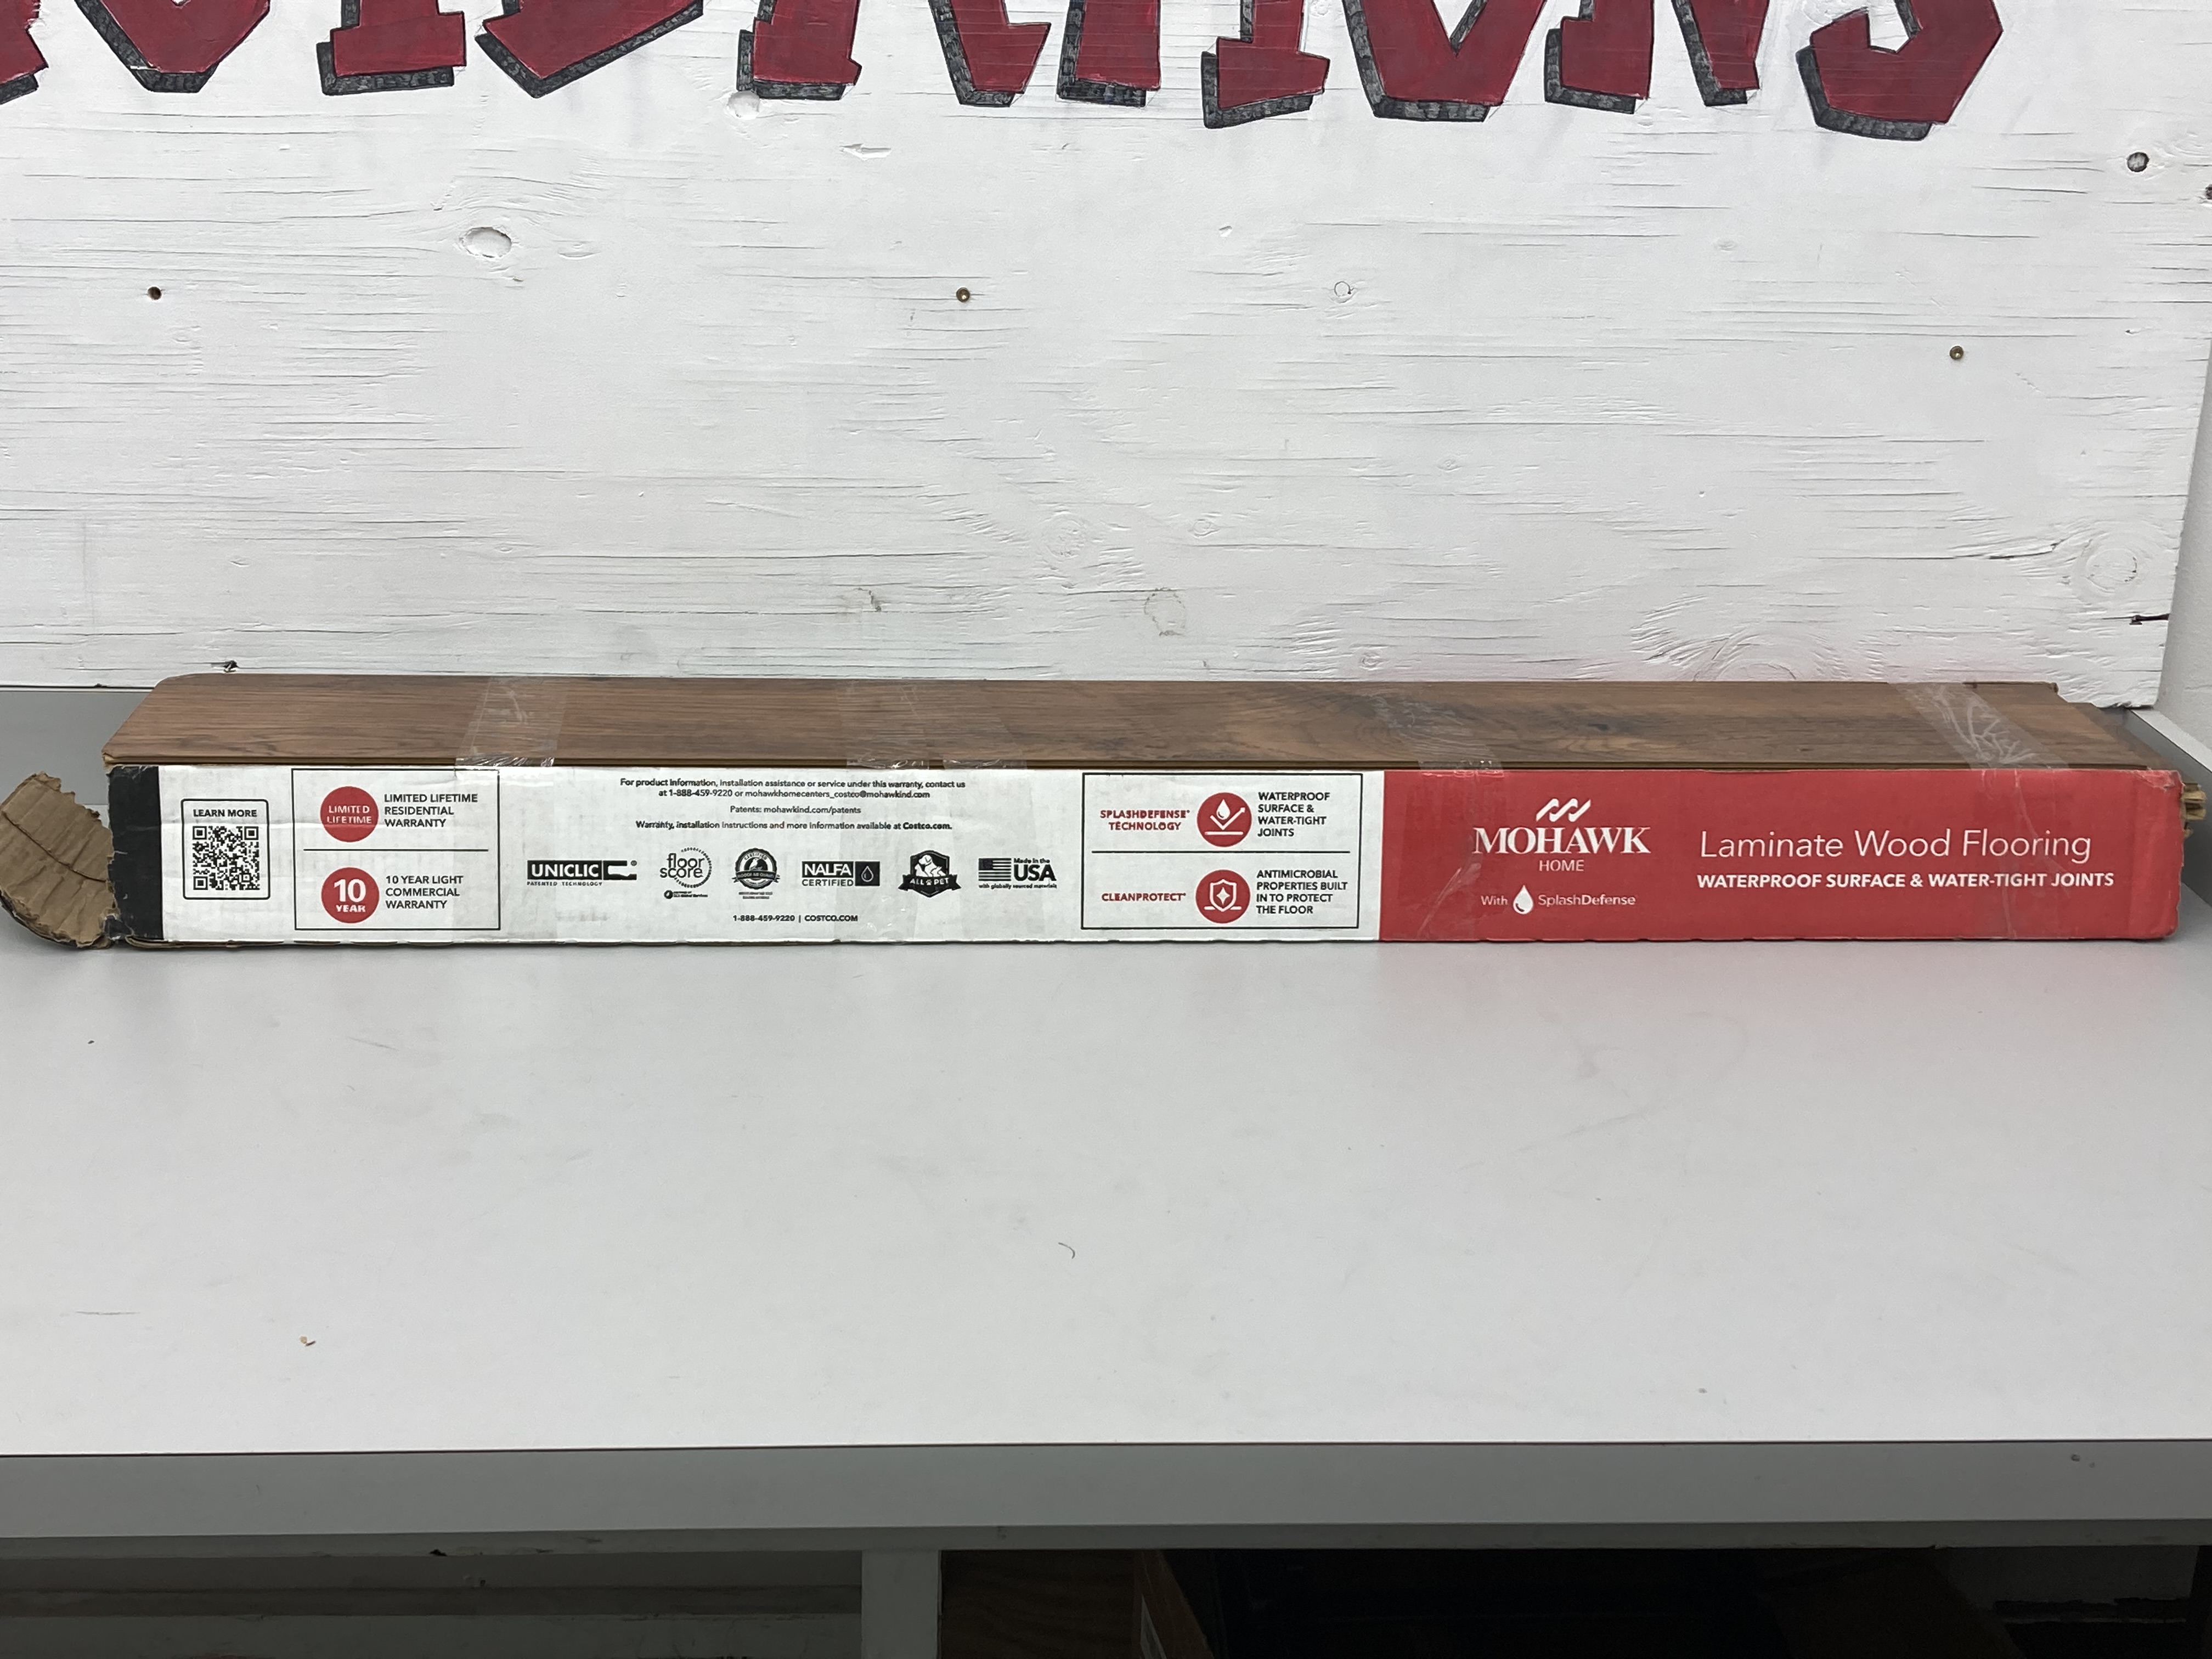 LEARN MORE
LIMITED
LIFETIME
LIMITED LIFETIME
RESIDENTIAL
WARRANTY
10
YEAR
10 YEAR LIGHT
COMMERCIAL
WARRANTY
For product information, installation assistance or service under this warranty, contact us
at 1-888-459-9220 or mohawkhomecenters_costco@mohawkind.com
Patents: mohawkind.com/patents
Warranty, installation instructions and more information available at Costco.com.
UNICLIC®
PATENTED TECHNOLOGY
floor
score
NALFA
CERTIFIED
ALL PET
Made in the
USA
with globally sourced materials
1-888-459-9220 | COSTCO.COM
SPLASHDEFENSE™
TECHNOLOGY
WATERPROOF
SURFACE &
WATER-TIGHT
JOINTS
CLEANPROTECT™
ANTIMICROBIAL
PROPERTIES BUILT
IN TO PROTECT
THE FLOOR
MOHAWK
HOME
With SplashDefense
Laminate Wood Flooring
WATERPROOF SURFACE & WATER-TIGHT JOINTS